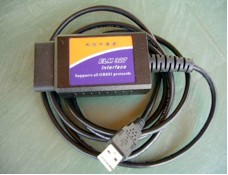 ELM 327
Interface
Supports all OBDII protocols